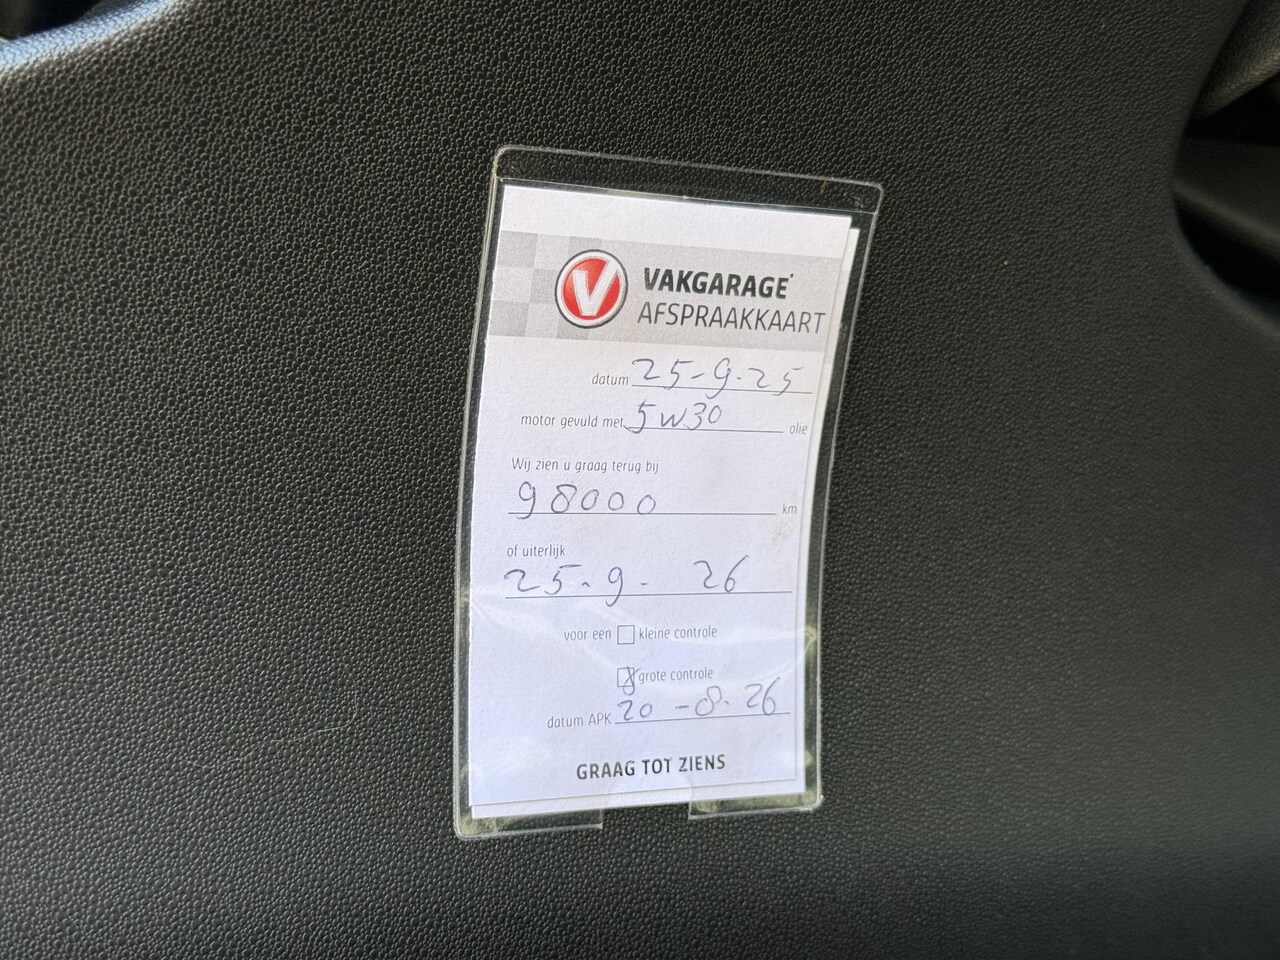 V VAKGARAGE
AFSPRAAKKAART
datum 25-9-25
motor gevuld met 5W30 olie
Wij zien u graag terug bij
98000 km
of uiterlijk
25-9-26
voor een kleine controle
grote controle
datum APK 20-8-26
GRAAG TOT ZIENS